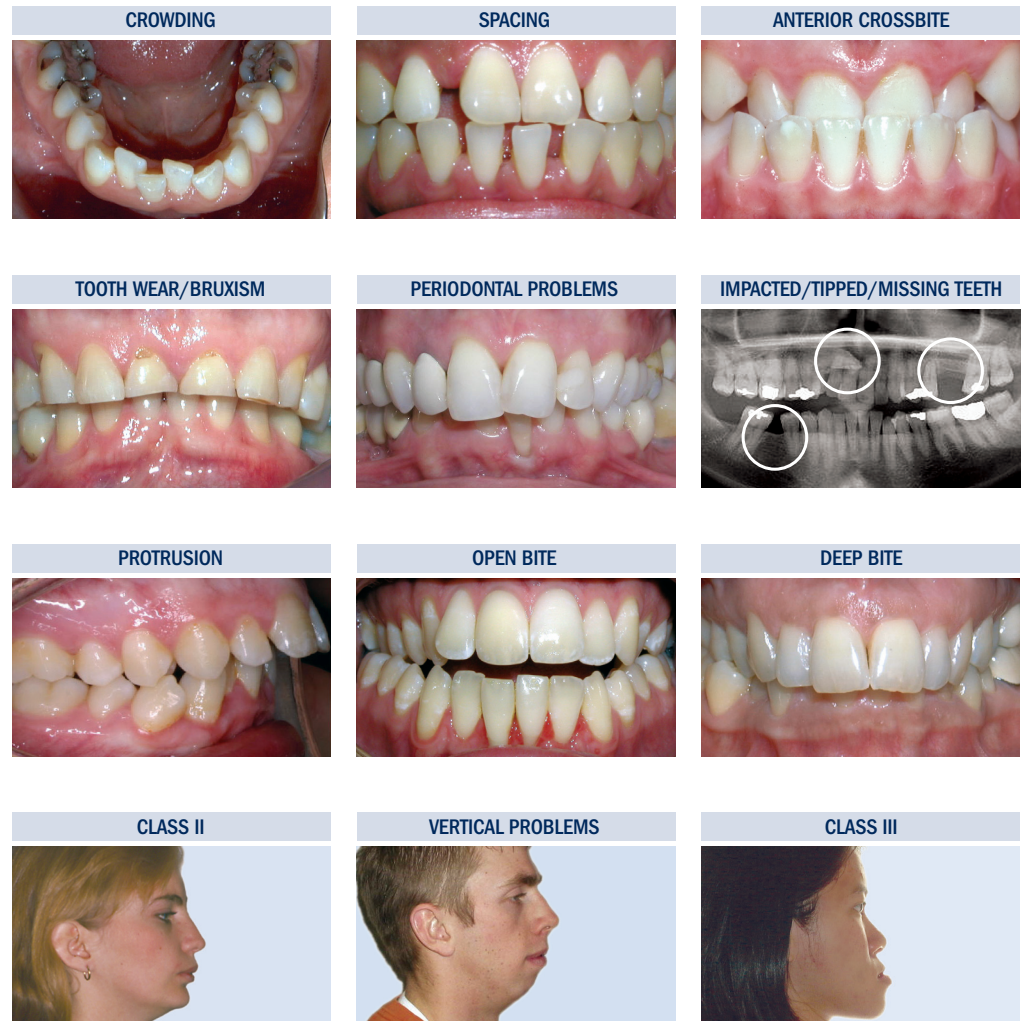 CROWDING
SPACING
ANTERIOR CROSSBITE
TOOTH WEAR/BRUXISM
PERIODONTAL PROBLEMS
IMPACTED/TIPPED/MISSING TEETH
PROTRUSION
OPEN BITE
DEEP BITE
CLASS II
VERTICAL PROBLEMS
CLASS III